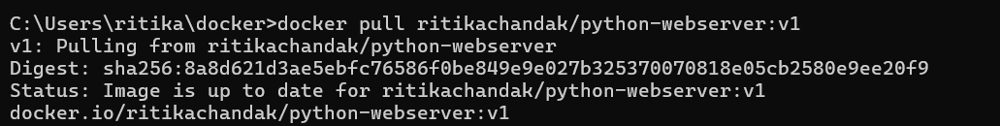 C:\Users\ritika\docker>docker pull ritikachandak/python-webserver:v1
v1: Pulling from ritikachandak/python-webserver
Digest: sha256:8a8d621d3ae5ebfc76586f0be849e9e027b325370070818e05cb2580e9ee20f9
Status: Image is up to date for ritikachandak/python-webserver:v1
docker.io/ritikachandak/python-webserver:v1